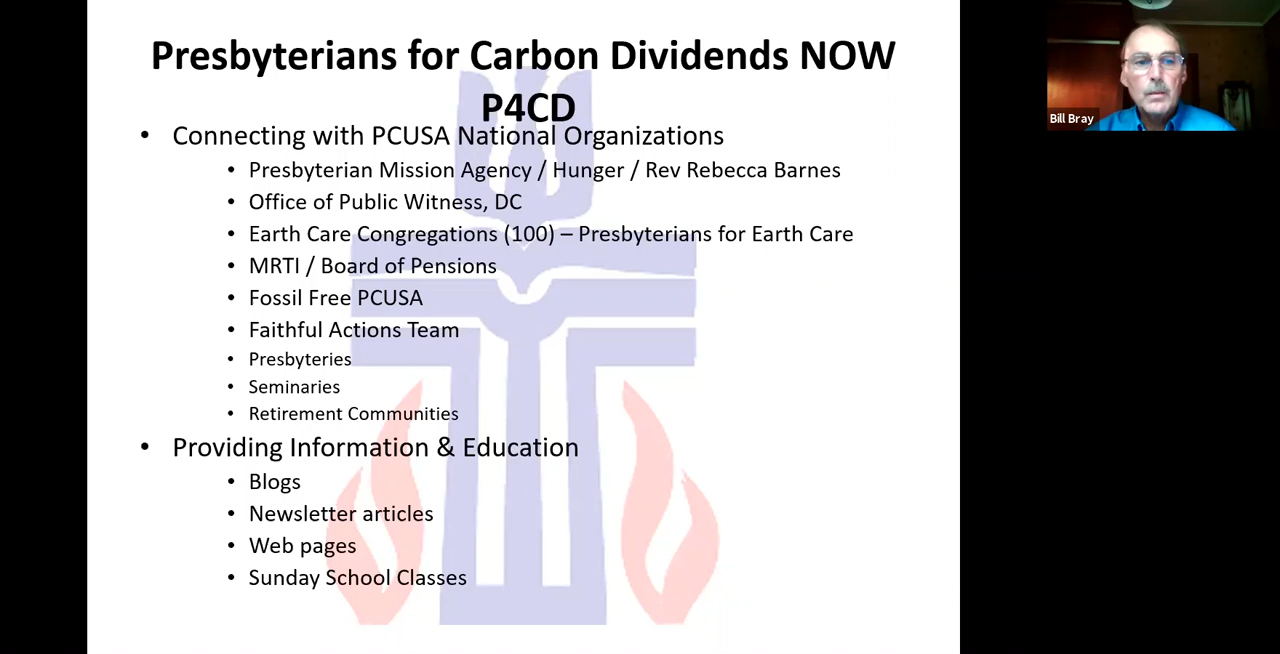 Presbyterians for Carbon Dividends NOW
P4CD
• Connecting with PCUSA National Organizations
• Presbyterian Mission Agency / Hunger / Rev Rebecca Barnes
• Office of Public Witness, DC
• Earth Care Congregations (100) – Presbyterians for Earth Care
• MRTI / Board of Pensions
• Fossil Free PCUSA
• Faithful Actions Team
• Presbyteries
• Seminaries
• Retirement Communities
• Providing Information & Education
• Blogs
• Newsletter articles
• Web pages
• Sunday School Classes
Bill Bray